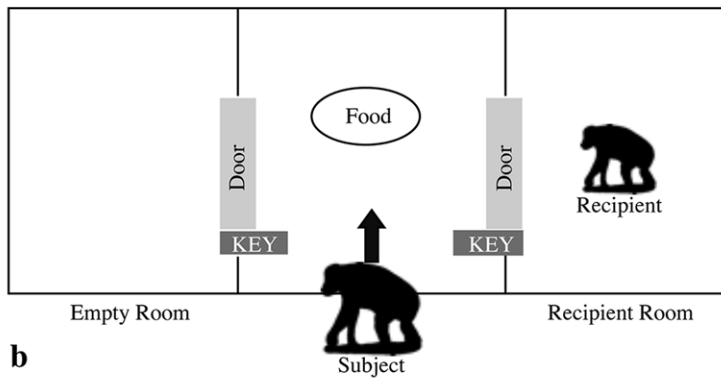 Food
Door
Door
KEY
KEY
Recipient
Empty Room
Recipient Room
b
Subject